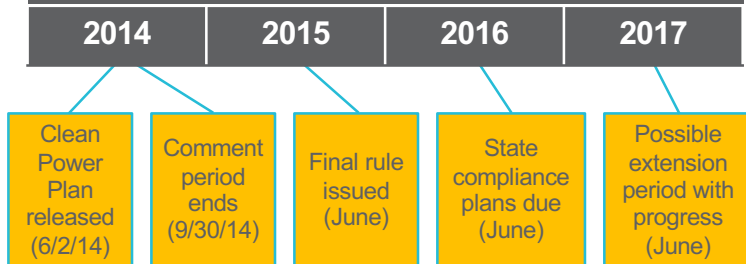 2014
2015
2016
2017
Clean
Power
Plan
released
(6/2/14)
Comment
period
ends
(9/30/14)
Final rule
issued
(June)
State
compliance
plans due
(June)
Possible
extension
period with
progress
(June)